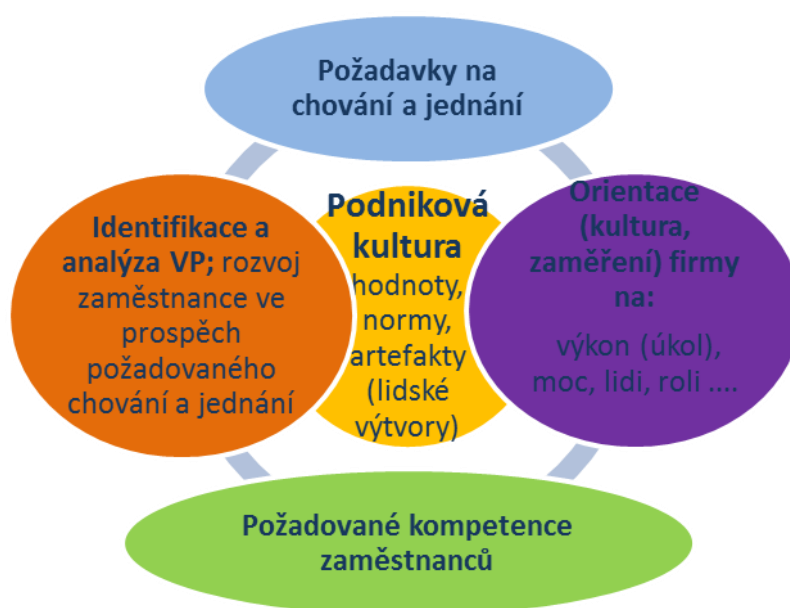 Požadavky na
chování a jednání
Identifikace a
analýza VP; rozvoj
zaměstnance ve
prospěch
požadovaného
chování a jednání
Podniková
kultura
hodnoty,
normy,
artefakty
(lidské
výtvory)
Orientace
(kultura,
zaměření) firmy
na:
výkon (úkol),
moc, lidi, roli ....
Požadované kompetence
zaměstnanců